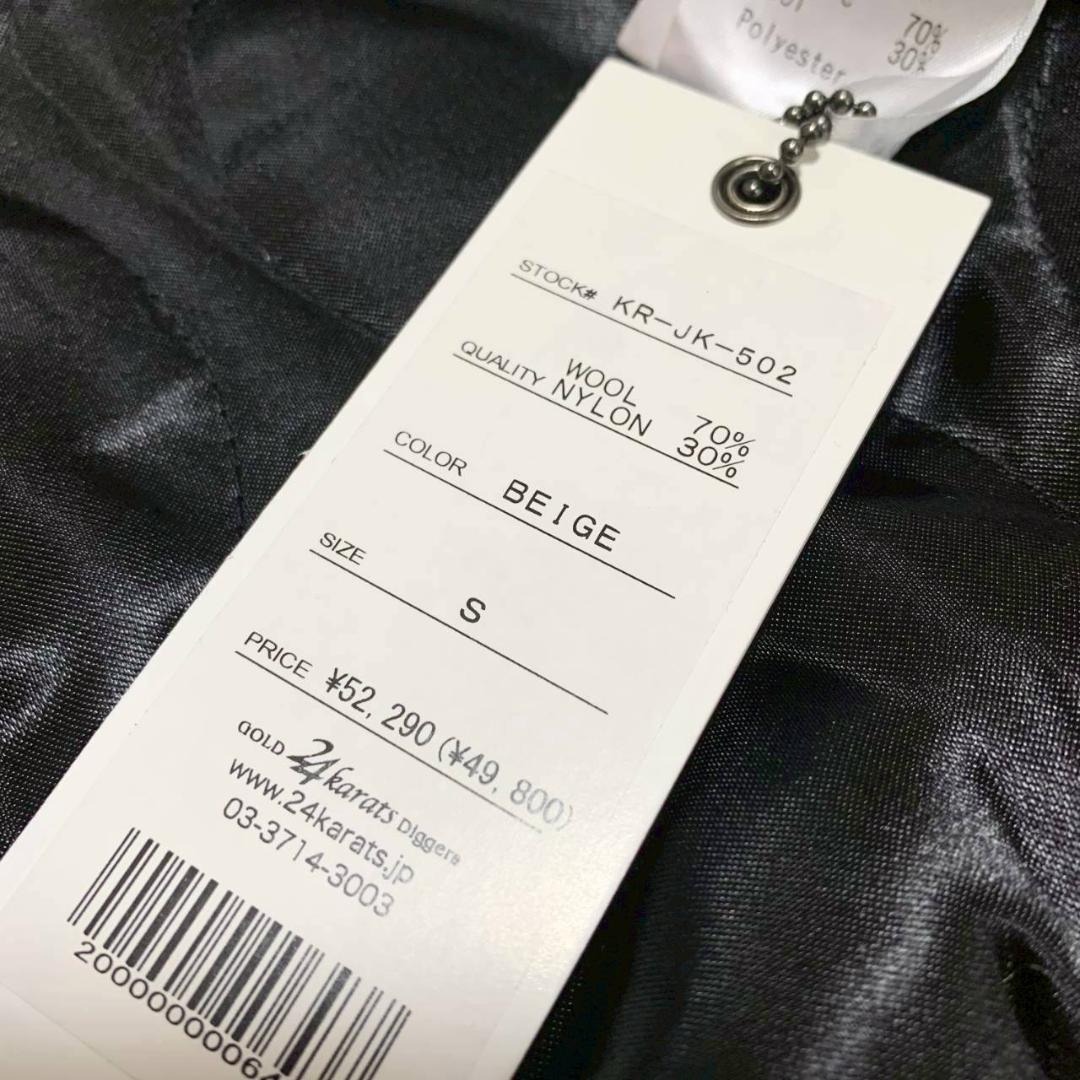 70%
Polyester 30%
STOCK# KR-JK-502
WOOL 70%
QUALITY NYLON 30%
COLOR BEIGE
SIZE S
PRICE ¥52,290(¥49,800)
GOLD 24karats Diggers
www.24karats.jp
03-3714-3003
2000000064